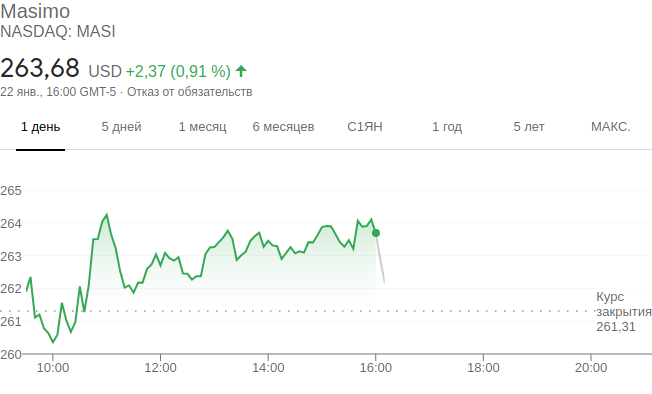 Masimo
NASDAQ: MASI
263,68 USD +2,37 (0,91 %)
22 янв., 16:00 GMT-5 · Отказ от обязательств
1 день 5 дней 1 месяц 6 месяцев С1ЯН 1 год 5 лет МАКС.
265
264
263
262
261
260
Курс
закрытия
261,31
10:00 12:00 14:00 16:00 18:00 20:00